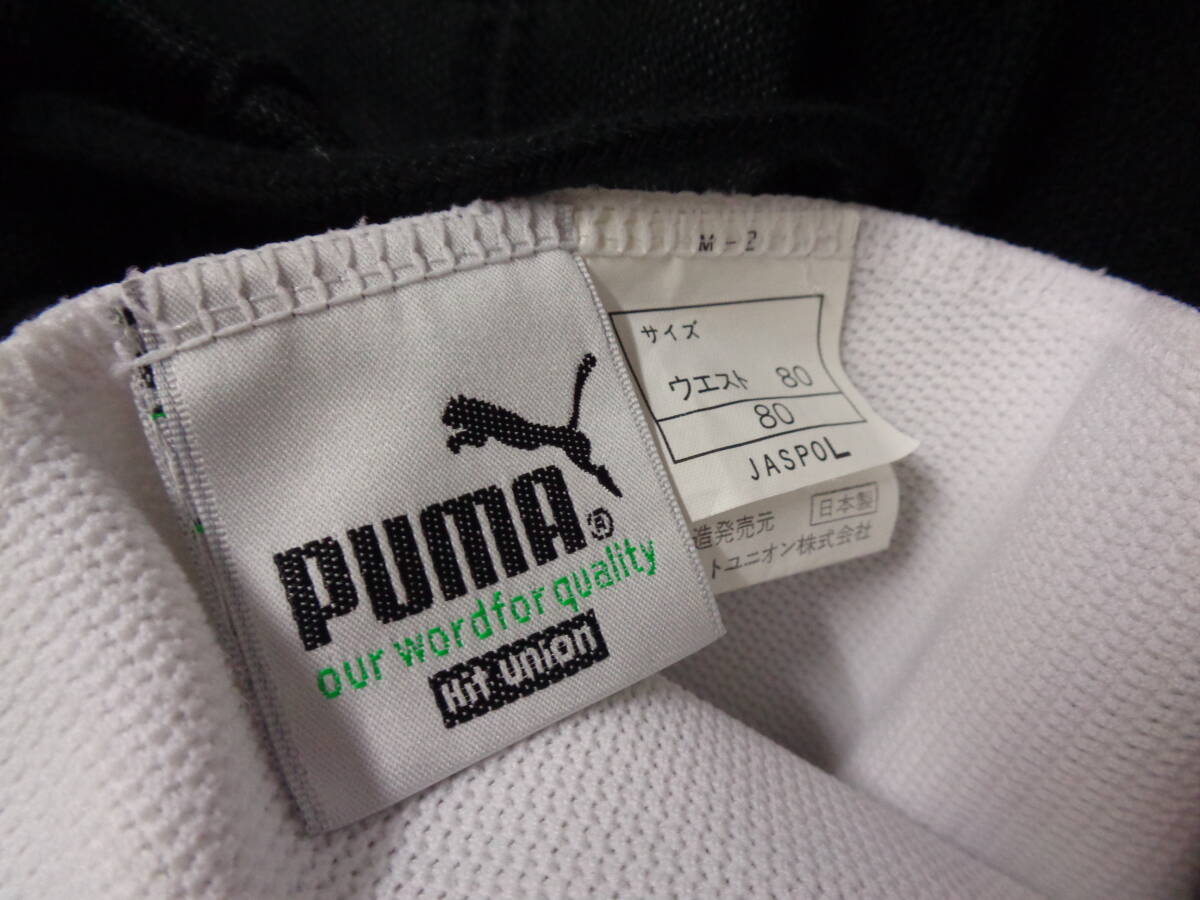 PUMA®
our word for quality
Hit union
M-2
サイズ
ウエスト 80
80
JASPOL
日本製
造発売元
トユニオン株式会社